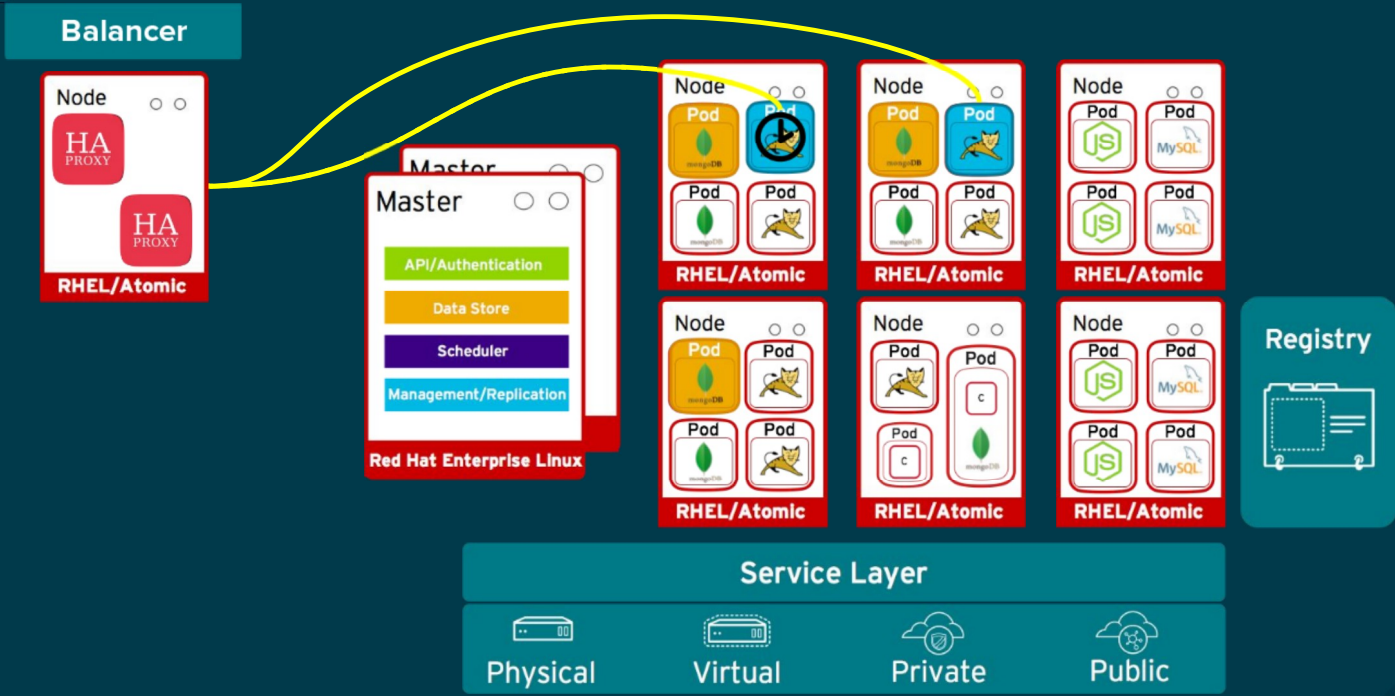 Balancer
Node
HA
PROXY
HA
PROXY
RHEL/Atomic
Master
Master
API/Authentication
Data Store
Scheduler
Management/Replication
Red Hat Enterprise Linux
Node
Pod
mongoDB
Pod
Pod
mongoDB
Pod
RHEL/Atomic
Node
Pod
mongoDB
Pod
Pod
mongoDB
Pod
RHEL/Atomic
Node
Pod
JS
Pod
MySQL
Pod
JS
Pod
MySQL
RHEL/Atomic
Node
Pod
mongoDB
Pod
Pod
mongoDB
Pod
RHEL/Atomic
Node
Pod
Pod
C
mongoDB
Pod
C
RHEL/Atomic
Node
Pod
JS
Pod
MySQL
Pod
JS
Pod
MySQL
RHEL/Atomic
Registry
Service Layer
Physical
Virtual
Private
Public